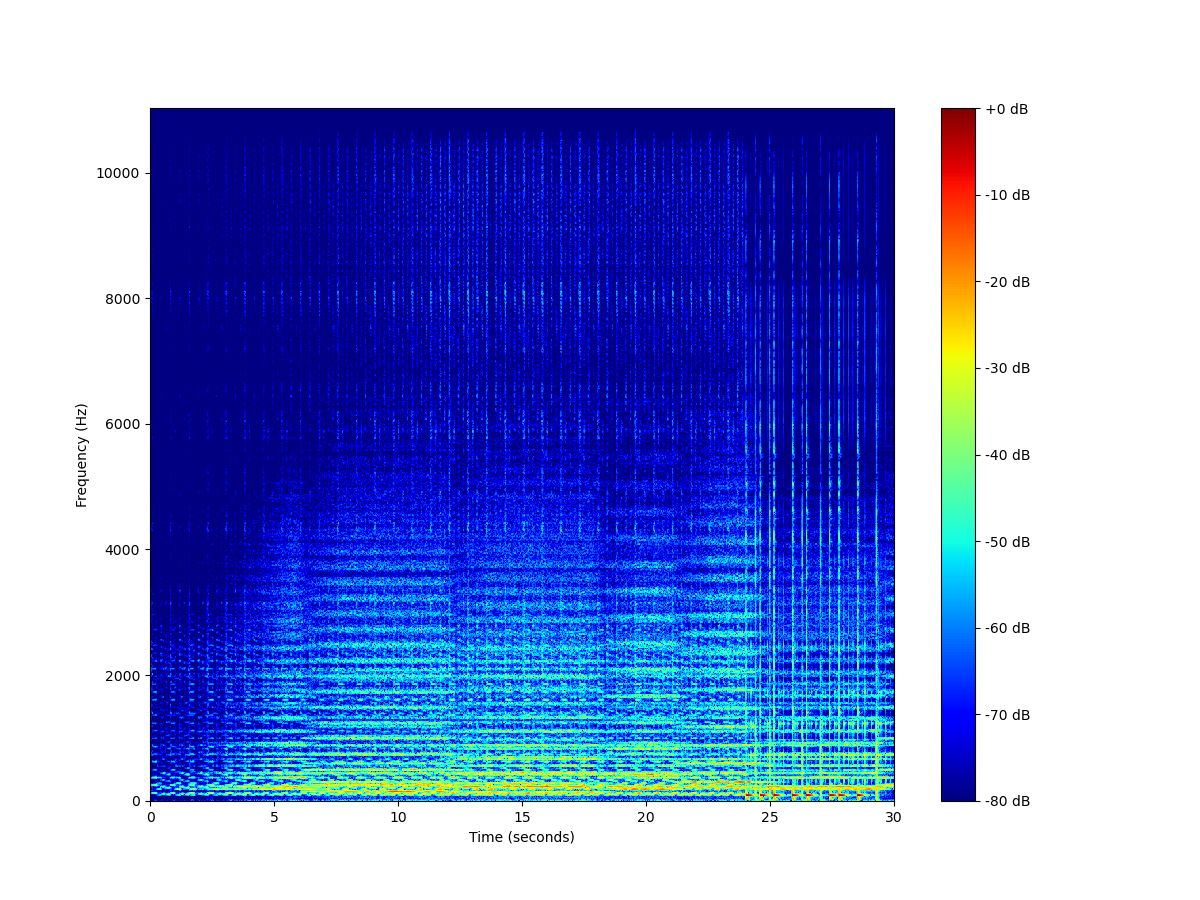 10000
8000
6000
4000
2000
0
Frequency (Hz)
0 5 10 15 20 25 30
Time (seconds)
+0 dB
-10 dB
-20 dB
-30 dB
-40 dB
-50 dB
-60 dB
-70 dB
-80 dB